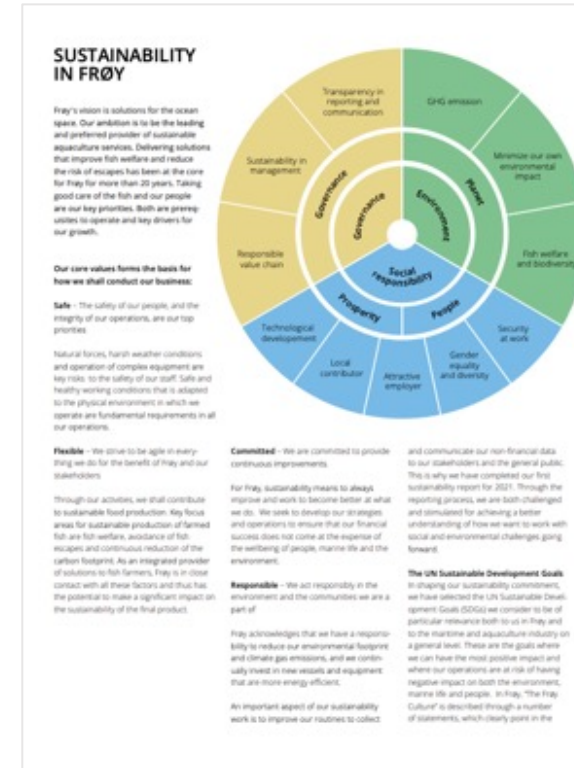 SUSTAINABILITY
IN FRØY
Frøy's vision is solutions for the ocean
space. Our ambition is to be the leading
and preferred provider of sustainable
aquaculture services. Delivering solutions
that improve fish welfare and reduce
the risk of escapes has been at the core
for Frøy for more than 20 years. Taking
good care of the fish and our people
are our key priorities. Both are prereq-
uisites to operate and key drivers for
our growth.
Our core values forms the basis for
how we shall conduct our business:
Safe – The safety of our people, and the
integrity of our operations, are our top
priorities
Natural forces, harsh weather conditions
and operation of complex equipment are
key risks to the safety of our staff. Safe and
healthy working conditions that is adapted
to the physical environment in which we
operate are fundamental requirements in all
our operations.
Flexible – We strive to be agile in every-
thing we do for the benefit of Frøy and our
stakeholders
Through our activities, we shall contribute
to sustainable food production. Key focus
areas for sustainable production of farmed
fish are fish welfare, avoidance of fish
escapes and continuous reduction of the
carbon footprint. As an integrated provider
of solutions to fish farmers, Frøy is in close
contact with all these factors and thus has
the potential to make a significant impact on
the sustainability of the final product.
Transparency in
reporting and
communication
GHG emission
Sustainability in
management
Minimize our own
environmental
impact
Responsible
value chain
Fish welfare
and biodiversity
Governance
Governance
Environment
Planet
Social
responsibility
Prosperity
People
Technological
developement
Local
contributor
Attractive
employer
Gender
equality
and diversity
Security
at work
Committed – We are committed to provide
continuous improvements
For Frøy, sustainability means to always
improve and work to become better at what
we do. We seek to develop our strategies
and operations to ensure that our financial
success does not come at the expense of
the wellbeing of people, marine life and the
environment.
Responsible – We act responsibly in the
environment and the communities we are a
part of
Frøy acknowledges that we have a responsi-
bility to reduce our environmental footprint
and climate gas emissions, and we contin-
ually invest in new vessels and equipment
that are more energy efficient.
An important aspect of our sustainability
work is to improve our routines to collect
and communicate our non-financial data
to our stakeholders and the general public.
This is why we have completed our first
sustainability report for 2021. Through the
reporting process, we are both challenged
and stimulated for achieving a better
understanding of how we want to work with
social and environmental challenges going
forward.
The UN Sustainable Development Goals
In shaping our sustainability commitments,
we have selected the UN Sustainable Devel-
opment Goals (SDGs) we consider to be of
particular relevance both to us in Frøy and
to the maritime and aquaculture industry on
a general level. These are the goals where
we can have the most positive impact and
where our operations are at risk of having
negative impact on both the environment,
marine life and people. In Frøy, "The Frøy
Culture" is described through a number
of statements, which clearly point in the